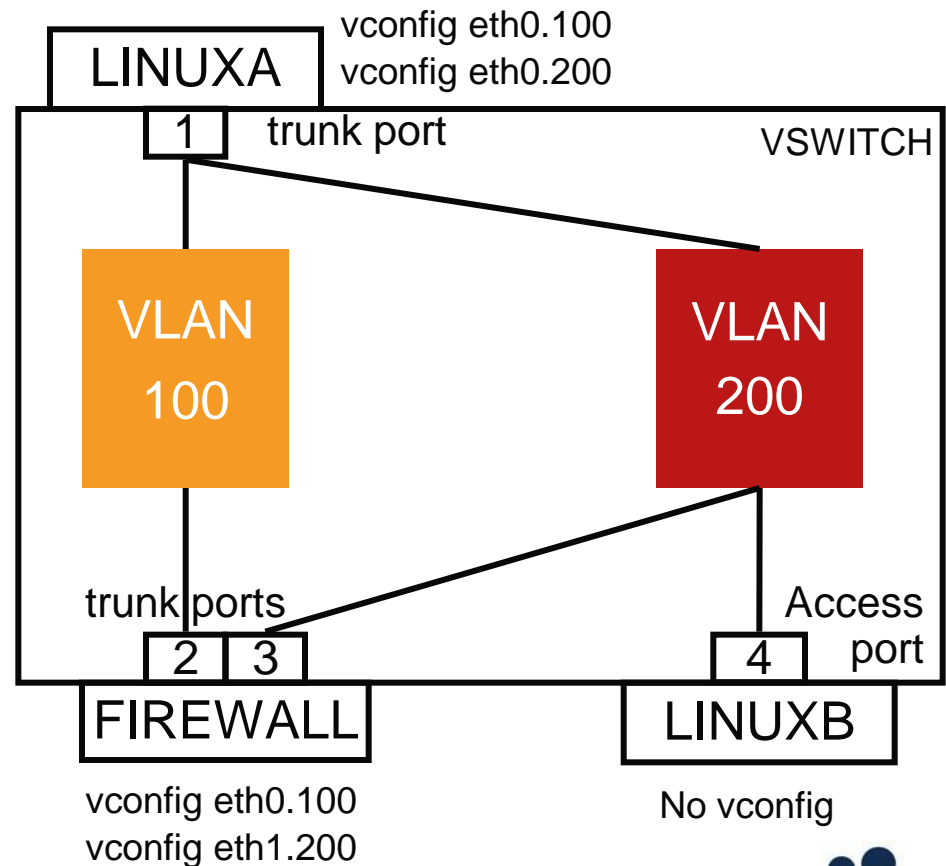 vconfig eth0.100
LINUXA
vconfig eth0.200
1
trunk port
VSWITCH
VLAN
100
VLAN
200
trunk ports
Access
port
2
3
4
FIREWALL
LINUXB
vconfig eth0.100
vconfig eth1.200
No vconfig